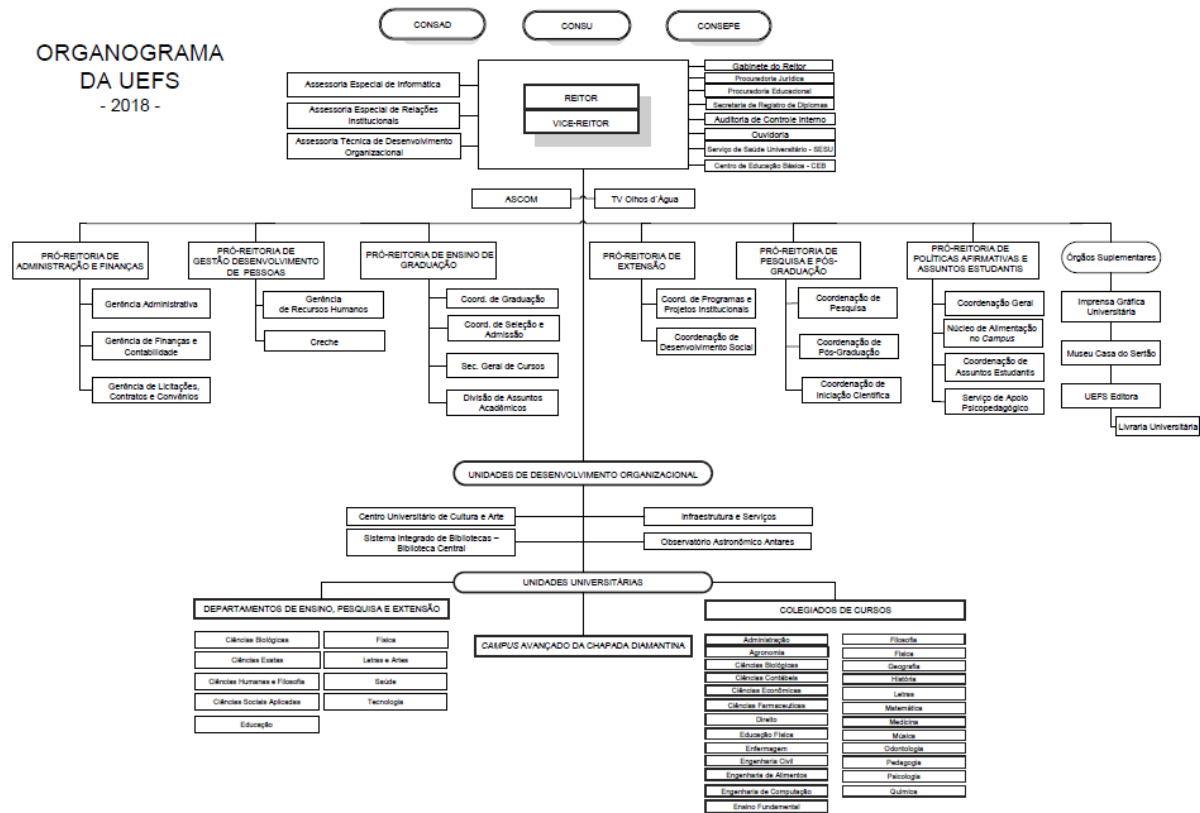 CONSAD
CONSU
CONSEPE
ORGANOGRAMA
DA UEFS
- 2018 -
Assessoria Especial de Informática
Assessoria Especial de Relações
Institucionais
Assessoria Técnica de Desenvolvimento
Organizacional
REITOR
VICE-REITOR
Gabinete do Reitor
Procuradoria Jurídica
Procuradoria Educacional
Secretaria de Registro de Diplomas
Auditoria de Controle Interno
Ouvidoria
Serviço de Saúde Universitário - SESU
Centro de Educação Básica - CEB
ASCOM
TV Olhos d'Água
PRÓ-REITORIA DE
ADMINISTRAÇÃO E FINANÇAS
Gerência Administrativa
Gerência de Finanças e
Contabilidade
Gerência de Licitações,
Contratos e Convênios
PRÓ-REITORIA DE
GESTÃO DESENVOLVIMENTO
DE PESSOAS
Gerência
de Recursos Humanos
Creche
PRÓ-REITORIA DE ENSINO DE
GRADUAÇÃO
Coord. de Graduação
Coord. de Seleção e
Admissão
Sec. Geral de Cursos
Divisão de Assuntos
Acadêmicos
PRÓ-REITORIA DE
EXTENSÃO
Coord. de Programas e
Projetos Institucionais
Coordenação de
Desenvolvimento Social
PRÓ-REITORIA DE
PESQUISA E PÓS-
GRADUAÇÃO
Coordenação de
Pesquisa
Coordenação de
Pós-Graduação
Coordenação de
Iniciação Científica
PRÓ-REITORIA DE
POLÍTICAS AFIRMATIVAS E
ASSUNTOS ESTUDANTIS
Coordenação Geral
Núcleo de Alimentação
no Campus
Coordenação de
Assuntos Estudantis
Serviço de Apoio
Psicopedagógico
Órgãos Suplementares
Imprensa Gráfica
Universitária
Museu Casa do Sertão
UEFS Editora
Livraria Universitária
UNIDADES DE DESENVOLVIMENTO ORGANIZACIONAL
Centro Universitário de Cultura e Arte
Infraestrutura e Serviços
Sistema Integrado de Bibliotecas –
Biblioteca Central
Observatório Astronômico Antares
UNIDADES UNIVERSITÁRIAS
DEPARTAMENTOS DE ENSINO, PESQUISA E EXTENSÃO
Ciências Biológicas
Ciências Exatas
Ciências Humanas e Filosofia
Ciências Sociais Aplicadas
Educação
Física
Letras e Artes
Saúde
Tecnologia
CAMPUS AVANÇADO DA CHAPADA DIAMANTINA
COLEGIADOS DE CURSOS
Administração
Agronomia
Ciências Biológicas
Ciências Contábeis
Ciências Econômicas
Ciências Farmaceuticas
Direito
Educação Física
Enfermagem
Engenharia Civil
Engenharia de Alimentos
Engenharia de Computação
Ensino Fundamental
Filosofia
Física
Geografia
História
Letras
Matemática
Medicina
Música
Odontologia
Pedagogia
Psicologia
Química